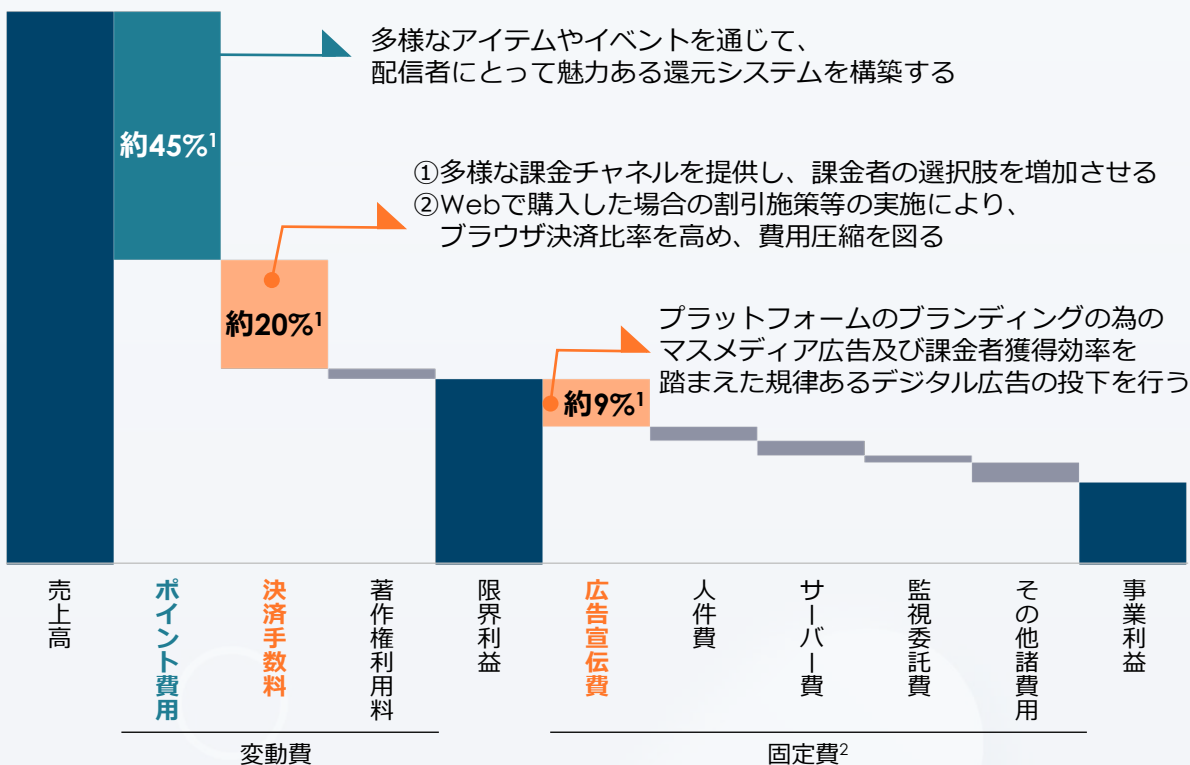 多様なアイテムやイベントを通じて、
配信者にとって魅力ある還元システムを構築する
約45%¹
①多様な課金チャネルを提供し、課金者の選択肢を増加させる
②Webで購入した場合の割引施策等の実施により、
ブラウザ決済比率を高め、費用圧縮を図る
約20%¹
プラットフォームのブランディングの為の
マスメディア広告及び課金者獲得効率を
踏まえた規律あるデジタル広告の投下を行う
約9%¹
売上高
ポイント費用
決済手数料
著作権利用料
限界利益
広告宣伝費
人件費
サーバー費
監視委託費
その他諸費用
事業利益
変動費
固定費²